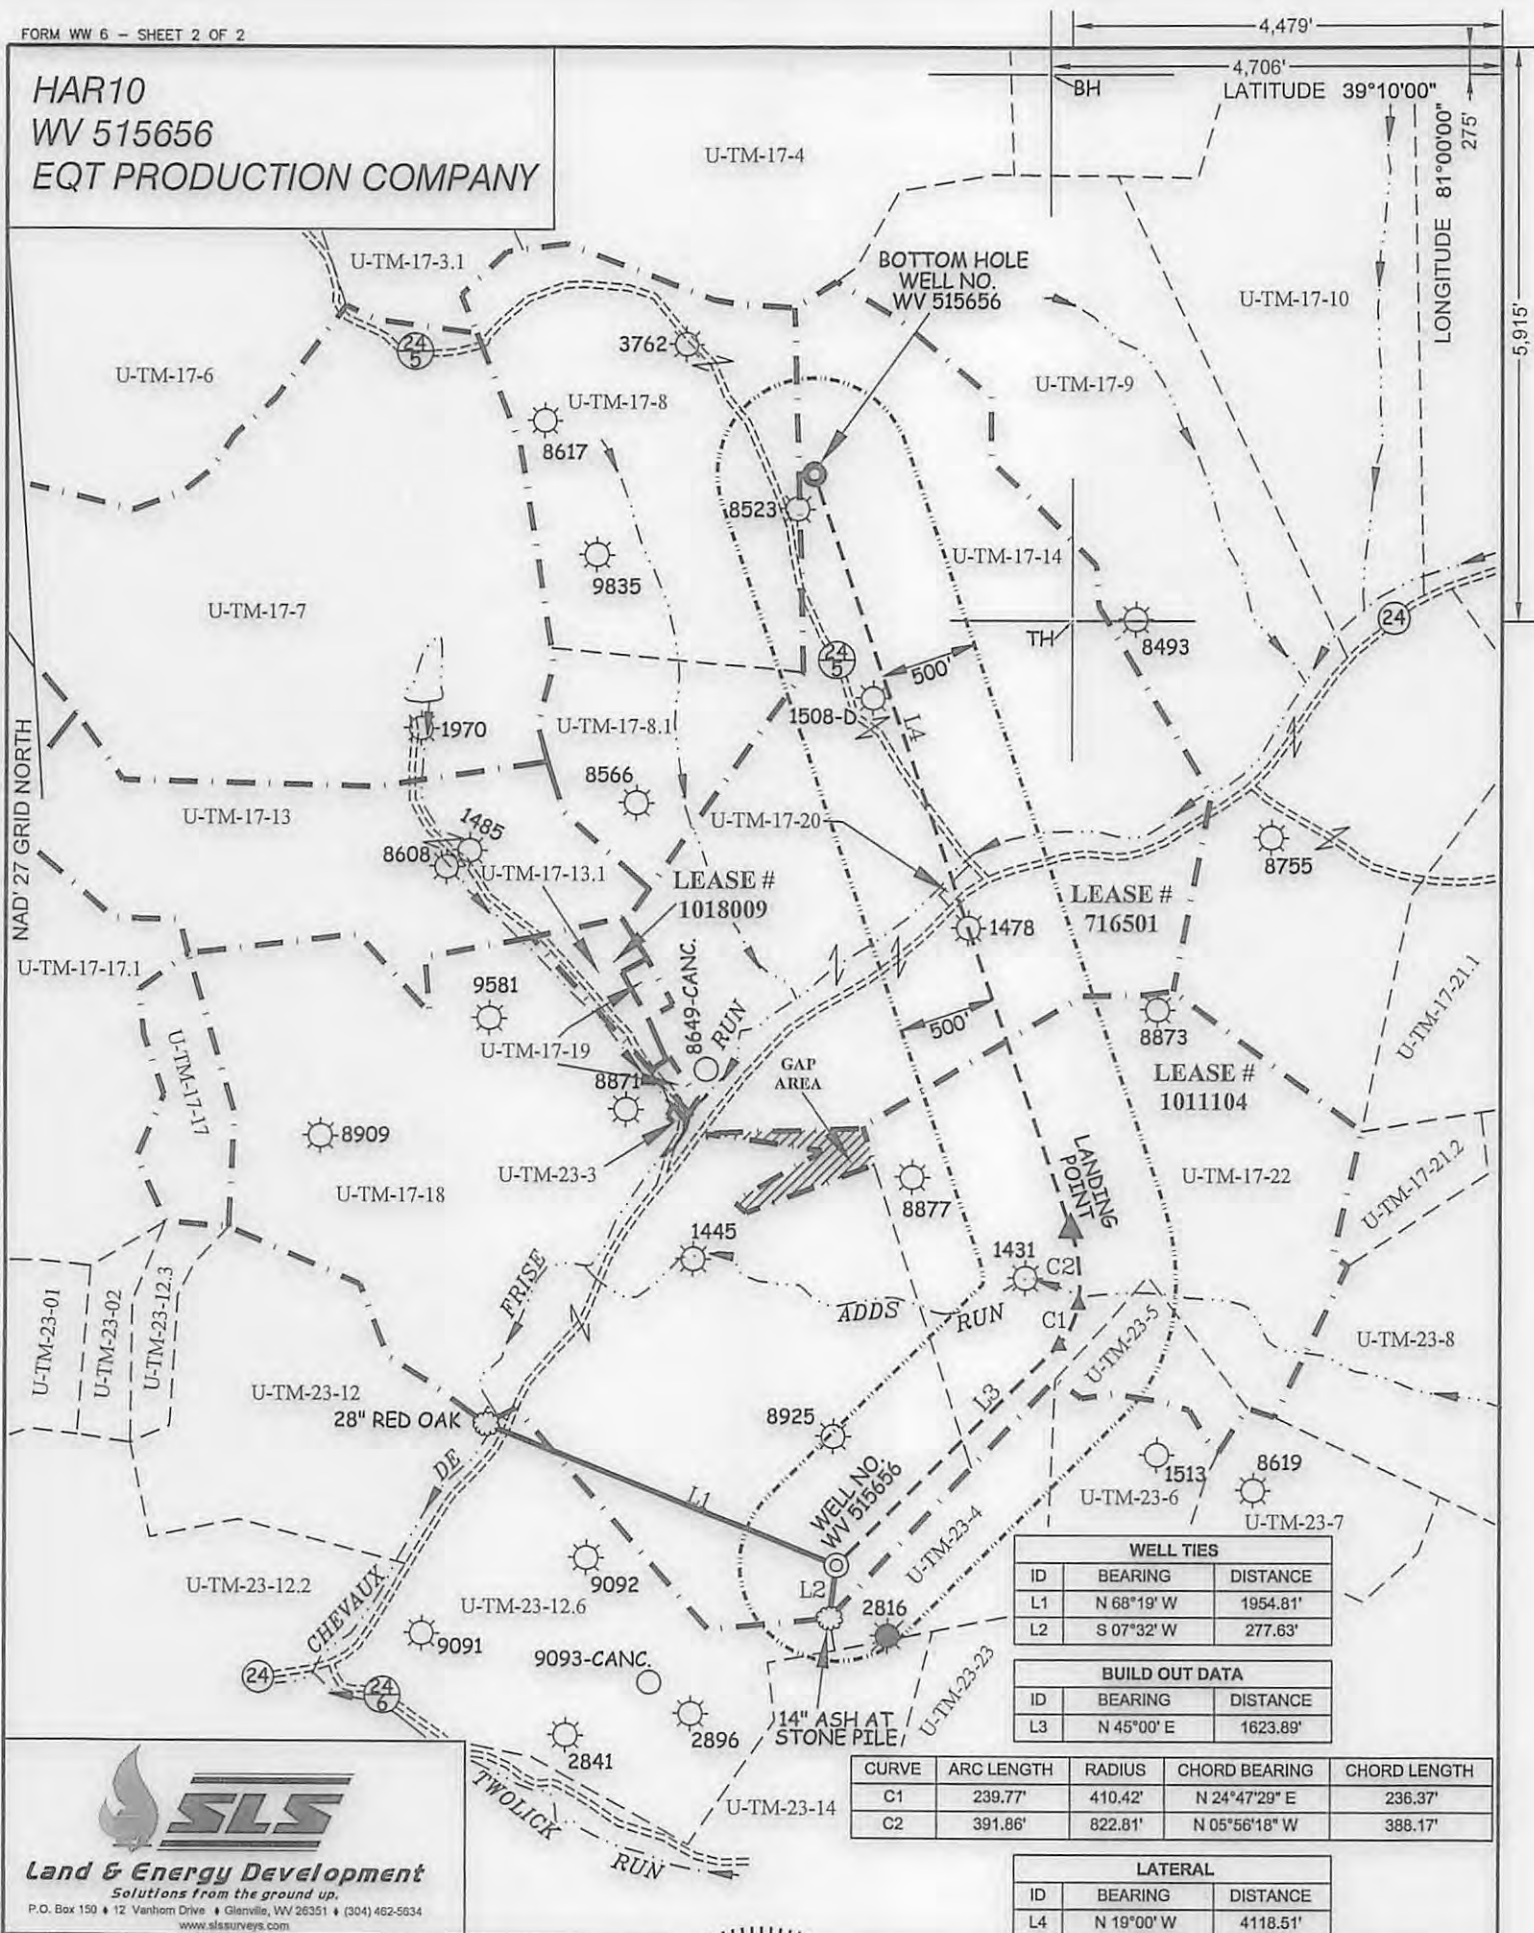 FORM WW 6 - SHEET 2 OF 2
HAR10
WV 515656
EQT PRODUCTION COMPANY
4,479'
4,706'
BH
LATITUDE 39°10'00"
275'
LONGITUDE 81°00'00"
5,915'
U-TM-17-4
U-TM-17-3.1
BOTTOM HOLE
WELL NO.
WV 515656
U-TM-17-10
24
5
3762
U-TM-17-6
U-TM-17-8
U-TM-17-9
8617
8523
9835
U-TM-17-14
U-TM-17-7
TH
8493
24
24
5
500'
1508-D
L4
1970
U-TM-17-8.1
NAD' 27 GRID NORTH
8566
U-TM-17-13
1485
U-TM-17-20
8608
8755
U-TM-17-13.1
LEASE #
1018009
LEASE #
716501
1478
8649-CANC.
U-TM-17-17.1
9581
U-TM-17-21.1
RUN
500'
U-TM-17-19
8873
U-TM-17-17
GAP
AREA
8871
LEASE #
1011104
8909
LANDING
POINT
U-TM-23-3
U-TM-17-22
U-TM-17-21.2
U-TM-17-18
8877
1445
1431
C2
FRISE
ADDS
RUN
C1
U-TM-23-01
U-TM-23-02
U-TM-23-12.3
U-TM-23-5
U-TM-23-8
U-TM-23-12
L3
28" RED OAK
8925
DE
1513
8619
L1
WELL NO.
WV 515656
U-TM-23-6
U-TM-23-7
U-TM-23-4
9092
L2
U-TM-23-12.2
CHEVAUX
U-TM-23-12.6
2816
9091
9093-CANC.
24
24
6
U-TM-23-23
14" ASH AT
STONE PILE
2896
2841
TWOLICK
RUN
U-TM-23-14
WELL TIES
ID BEARING DISTANCE
L1 N 68°19' W 1954.81'
L2 S 07°32' W 277.63'
BUILD OUT DATA
ID BEARING DISTANCE
L3 N 45°00' E 1623.89'
CURVE ARC LENGTH RADIUS CHORD BEARING CHORD LENGTH
C1 239.77' 410.42' N 24°47'29" E 236.37'
C2 391.86' 822.81' N 05°56'18" W 388.17'
LATERAL
ID BEARING DISTANCE
L4 N 19°00' W 4118.51'
SLS
Land & Energy Development
Solutions from the ground up.
P.O. Box 150 ♦ 12 Vanhorn Drive ♦ Glenville, WV 26351 ♦ (304) 462-5634
www.slssurveys.com